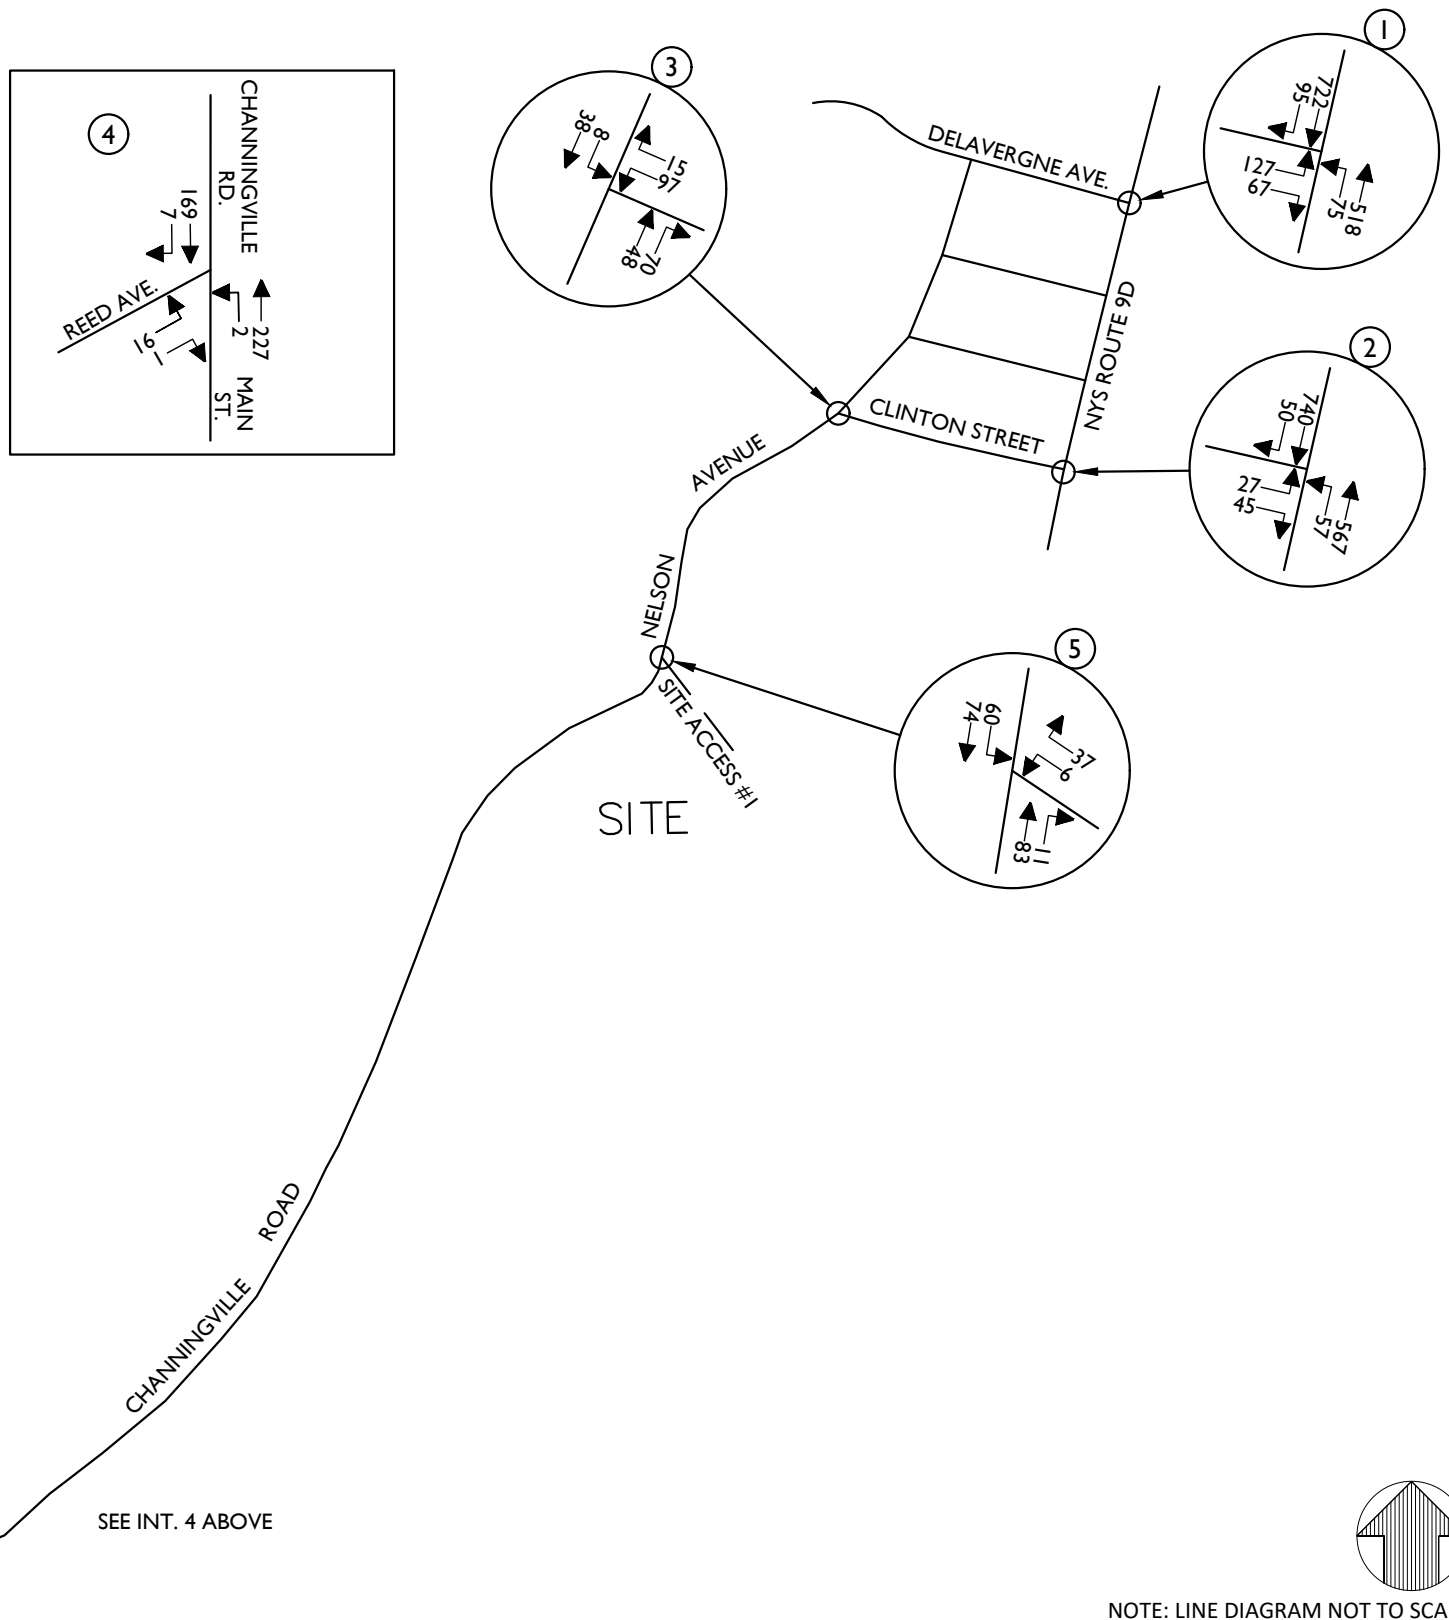 4
CHANNINGVILLE
RD.
169
7
REED AVE.
16
1
2
227
MAIN
ST.
3
38
8
15
97
48
70
1
722
95
127
67
518
75
DELAVERGNE AVE.
NYS ROUTE 9D
CLINTON STREET
2
740
50
27
45
567
57
AVENUE
NELSON
SITE ACCESS #1
SITE
5
60
74
37
6
11
83
ROAD
CHANNINGVILLE
SEE INT. 4 ABOVE
NOTE: LINE DIAGRAM NOT TO SCA